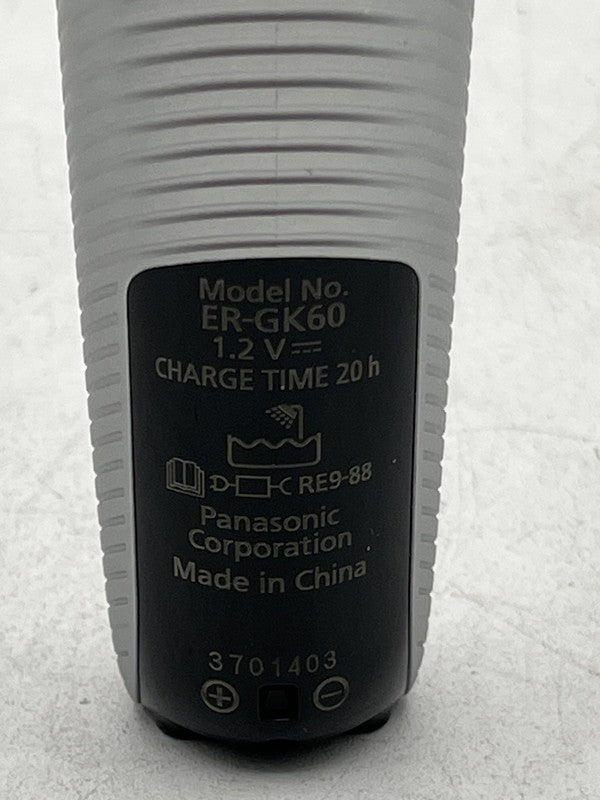 Model No.
ER-GK60
1.2 V⎓
CHARGE TIME 20 h
RE9-88
Panasonic
Corporation
Made in China
3701403
+ −